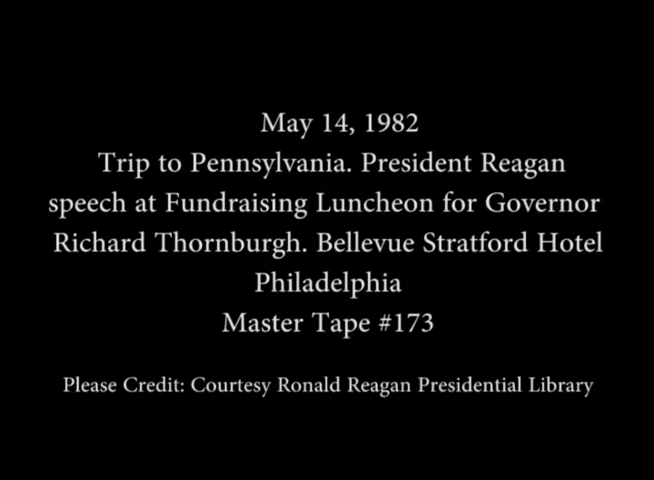 May 14, 1982
Trip to Pennsylvania. President Reagan
speech at Fundraising Luncheon for Governor
Richard Thornburgh. Bellevue Stratford Hotel
Philadelphia
Master Tape #173
Please Credit: Courtesy Ronald Reagan Presidential Library